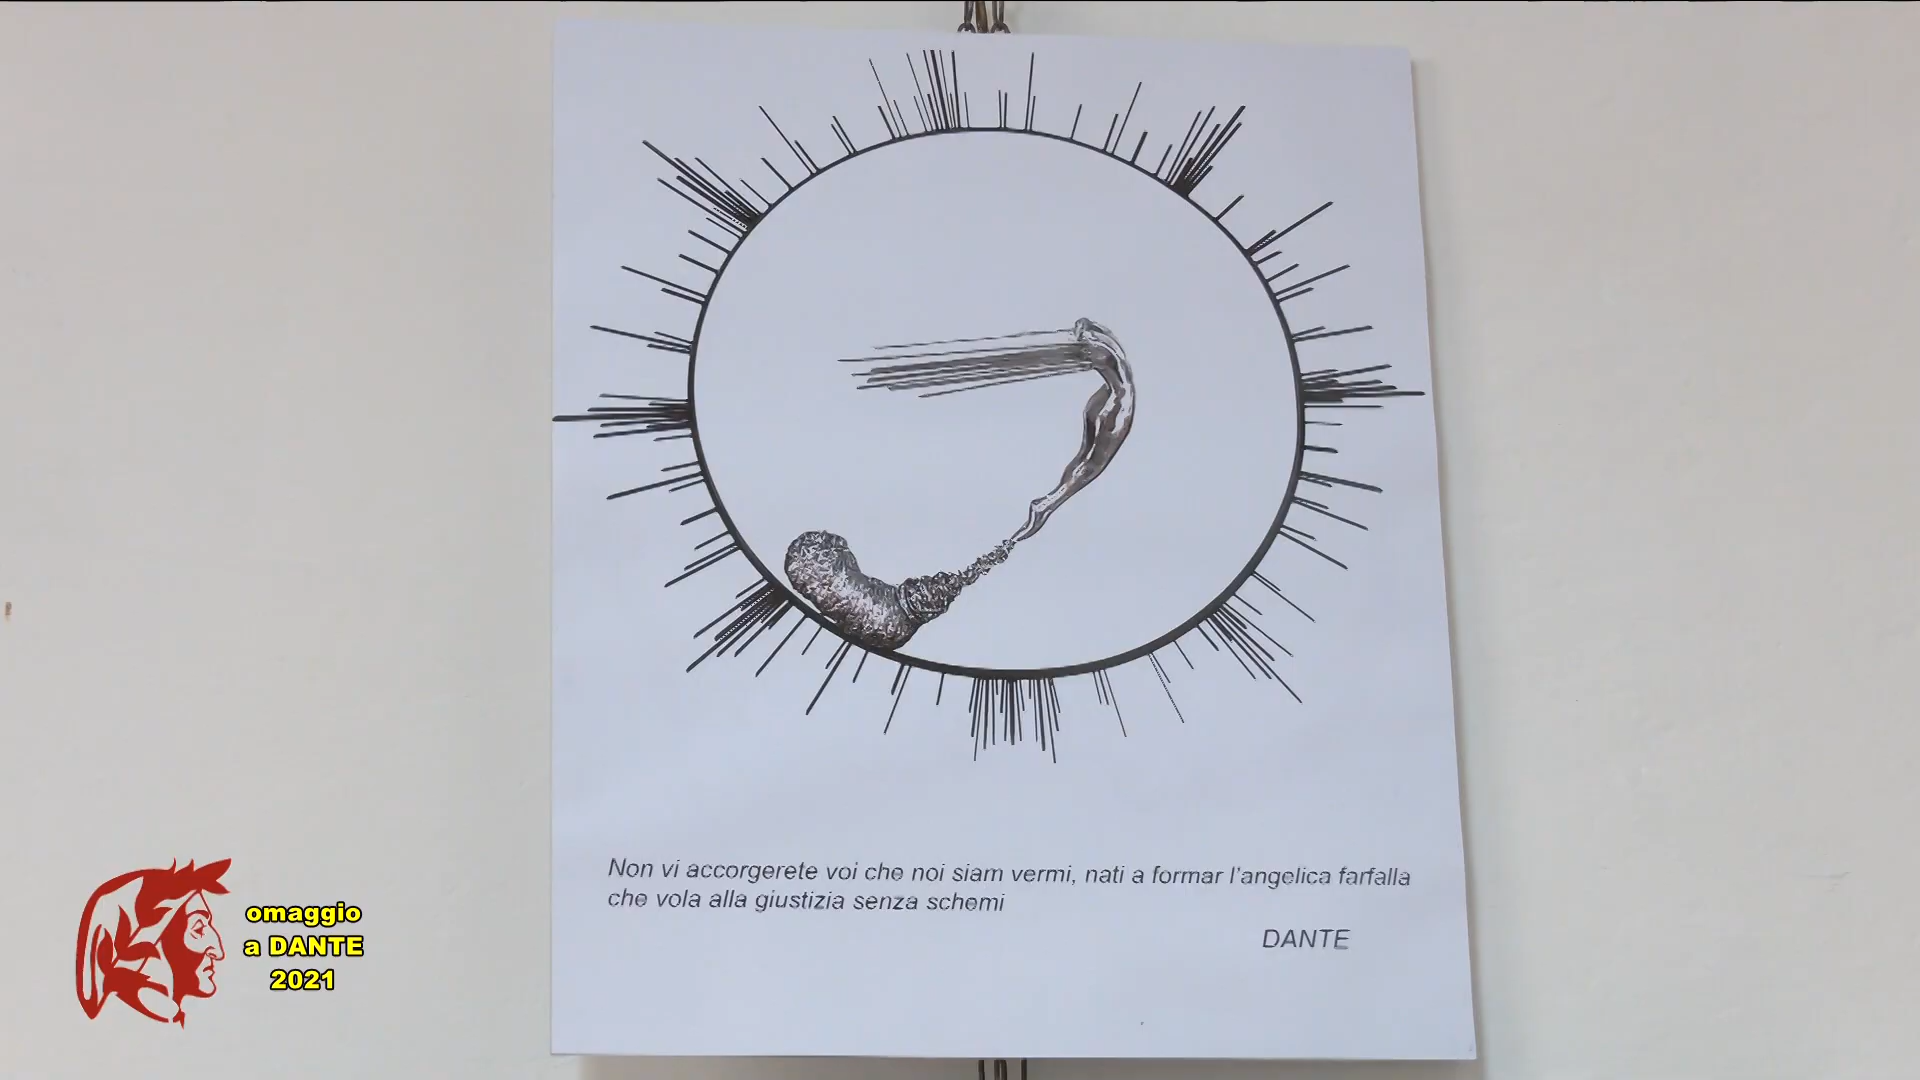 Non vi accorgerete voi che noi siam vermi, nati a formar l'angelica farfalla
che vola alla giustizia senza schemi
DANTE
omaggio
a DANTE
2021